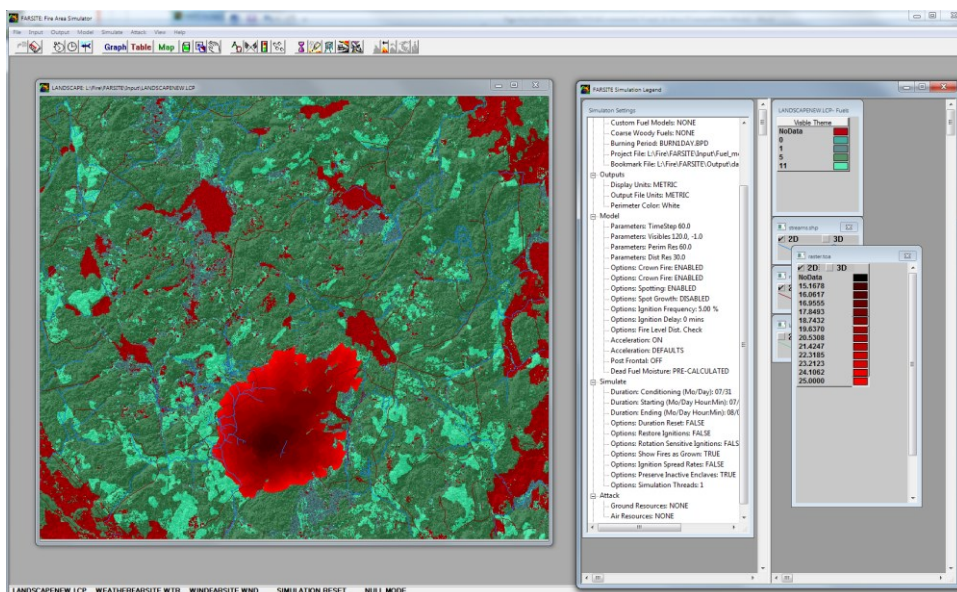 FARSITE: Fire Area Simulator
File Input Output Model Simulate Attack View Help
Graph Table Map
LANDSCAPE: L:\Fire\FARSITE\Input\LANDSCAPENEW.LCP
FARSITE Simulation Legend
Simulation Settings
Custom Fuel Models: NONE
Coarse Woody Fuels: NONE
Burning Period: BURN1DAY.BPD
Project File: L:\Fire\FARSITE\Input\Fuel_m
Bookmark File: L:\Fire\FARSITE\Output\da
Outputs
Display Units: METRIC
Output File Units: METRIC
Perimeter Color: White
Model
Parameters: TimeStep 60.0
Parameters: Visibles 120.0, -1.0
Parameters: Perim Res 60.0
Parameters: Dist Res 30.0
Options: Crown Fire: ENABLED
Options: Crown Fire: ENABLED
Options: Spotting: ENABLED
Options: Spot Growth: DISABLED
Options: Ignition Frequency: 5.00 %
Options: Ignition Delay: 0 mins
Options: Fire Level Dist. Check
Acceleration: ON
Acceleration: DEFAULTS
Post Frontal: OFF
Dead Fuel Moisture: PRE-CALCULATED
Simulate
Duration: Conditioning (Mo/Day): 07/31
Duration: Starting (Mo/Day Hour:Min): 07/
Duration: Ending (Mo/Day Hour:Min): 08/0
Options: Duration Reset: FALSE
Options: Restore Ignitions: FALSE
Options: Rotation Sensitive Ignitions: FALS
Options: Show Fires as Grown: TRUE
Options: Ignition Spread Rates: FALSE
Options: Preserve Inactive Enclaves: TRUE
Options: Simulation Threads: 1
Attack
Ground Resources: NONE
Air Resources: NONE
LANDSCAPENEW.LCP- Fuels
Visible Theme
NoData
0
1
5
11
streams.shp
2D 3D
raster.toa
2D 3D
NoData
15.1678
16.0617
16.9555
17.8493
18.7432
19.6370
20.5308
21.4247
22.3185
23.2123
24.1062
25.0000
LANDSCAPENEW.LCP WEATHERFARSITE.WTR WINDFARSITE.WND SIMULATION RESET NULL MODE